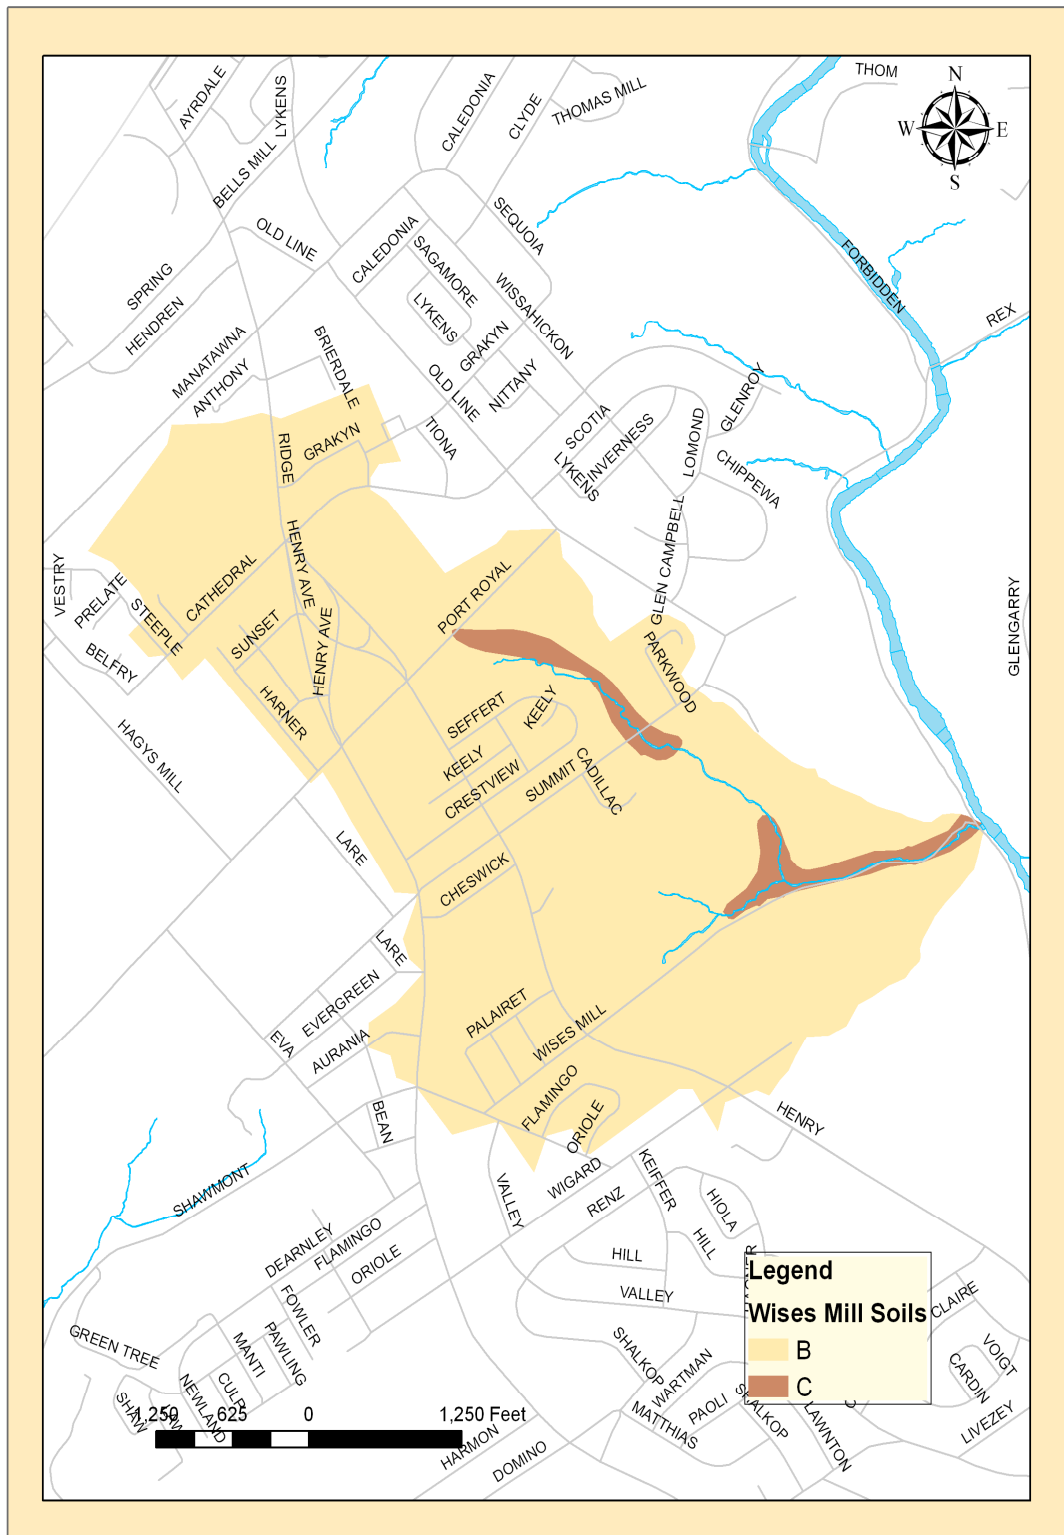 THOM
N
W
E
S
AYRDALE
LYKENS
CALEDONIA
CLYDE
THOMAS MILL
BELLS MILL
OLD LINE
CALEDONIA
SEQUOIA
SAGAMORE
FORBIDDEN
SPRING
HENDREN
LYKENS
WISSAHICKON
REX
MANATAWNA
ANTHONY
BRIERDALE
GRAKYN
OLD LINE
NITTANY
GLENROY
RIDGE
GRAKYN
TIONA
SCOTIA
INVERNESS
LOMOND
LYKENS
CHIPPEWA
HENRY AVE
GLEN CAMPBELL
VESTRY
PRELATE
STEEPLE
CATHEDRAL
PORT ROYAL
GLENGARRY
SUNSET
HENRY AVE
PARKWOOD
BELFRY
HARNER
SEFFERT
KEELY
HAGYS MILL
KEELY
CRESTVIEW
SUMMIT
CADILLAC
LARE
CHESWICK
LARE
EVERGREEN
PALAIRET
WISES MILL
EVA
AURANIA
FLAMINGO
BEAN
ORIOLE
HENRY
SHAWMONT
VALLEY
WIGARD
RENZ
KEIFFER
HIOLA
HILL
DEARNLEY
FLAMINGO
ORIOLE
HILL
VALLEY
FOWLER
Legend
Wises Mill Soils
B
C
CLAIRE
GREEN TREE
MANTI
PAWLING
SHALKOP
WARTMAN
VOIGT
CARDIN
SHAW
NEWLAND
CULP
MATTHIAS
PAOLI
SHALKOP
LAWNTON
LIVEZEY
1,250 625 0 1,250 Feet
HARMON
DOMINO